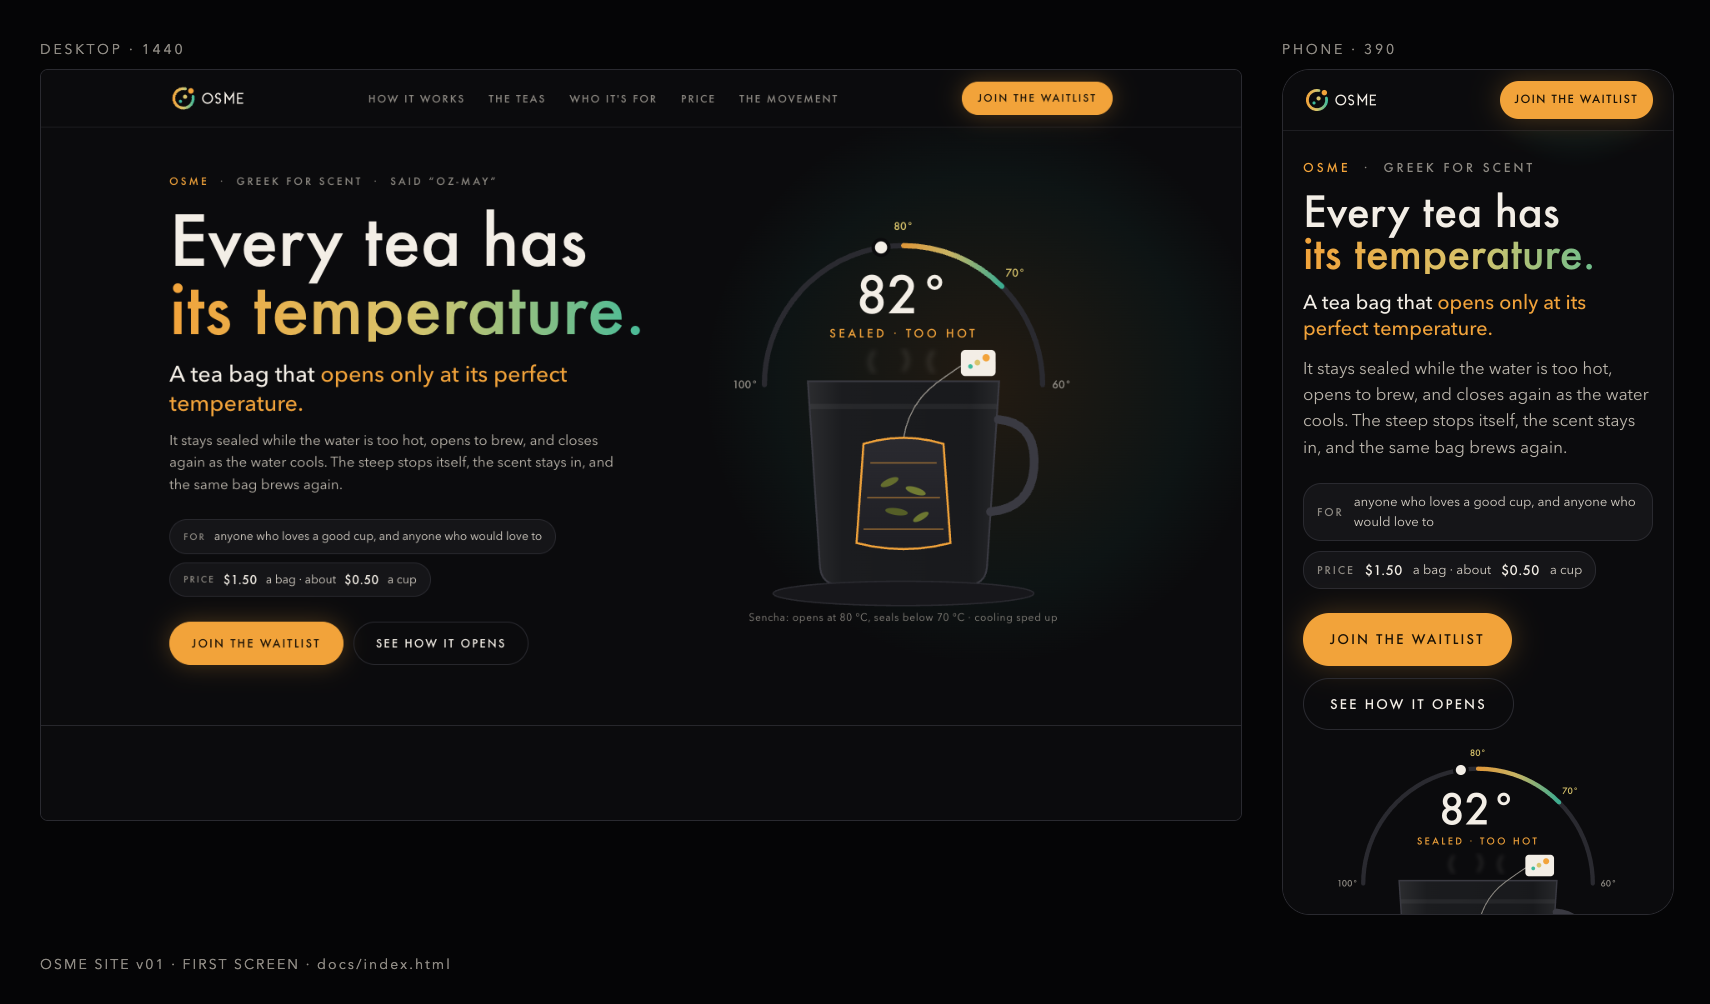 DESKTOP · 1440
OSME
HOW IT WORKS
THE TEAS
WHO IT'S FOR
PRICE
THE MOVEMENT
JOIN THE WAITLIST
OSME · GREEK FOR SCENT · SAID “OZ-MAY”
Every tea has
its temperature.
A tea bag that opens only at its perfect
temperature.
It stays sealed while the water is too hot, opens to brew, and closes
again as the water cools. The steep stops itself, the scent stays in, and
the same bag brews again.
FOR anyone who loves a good cup, and anyone who would love to
PRICE $1.50 a bag · about $0.50 a cup
JOIN THE WAITLIST
SEE HOW IT OPENS
80°
70°
82°
SEALED · TOO HOT
100°
60°
Sencha: opens at 80 °C, seals below 70 °C · cooling sped up
PHONE · 390
OSME
JOIN THE WAITLIST
OSME · GREEK FOR SCENT
Every tea has
its temperature.
A tea bag that opens only at its
perfect temperature.
It stays sealed while the water is too hot,
opens to brew, and closes again as the water
cools. The steep stops itself, the scent stays
in, and the same bag brews again.
FOR anyone who loves a good cup, and anyone who
would love to
PRICE $1.50 a bag · about $0.50 a cup
JOIN THE WAITLIST
SEE HOW IT OPENS
80°
70°
82°
SEALED · TOO HOT
100°
60°
OSME SITE v01 · FIRST SCREEN · docs/index.html